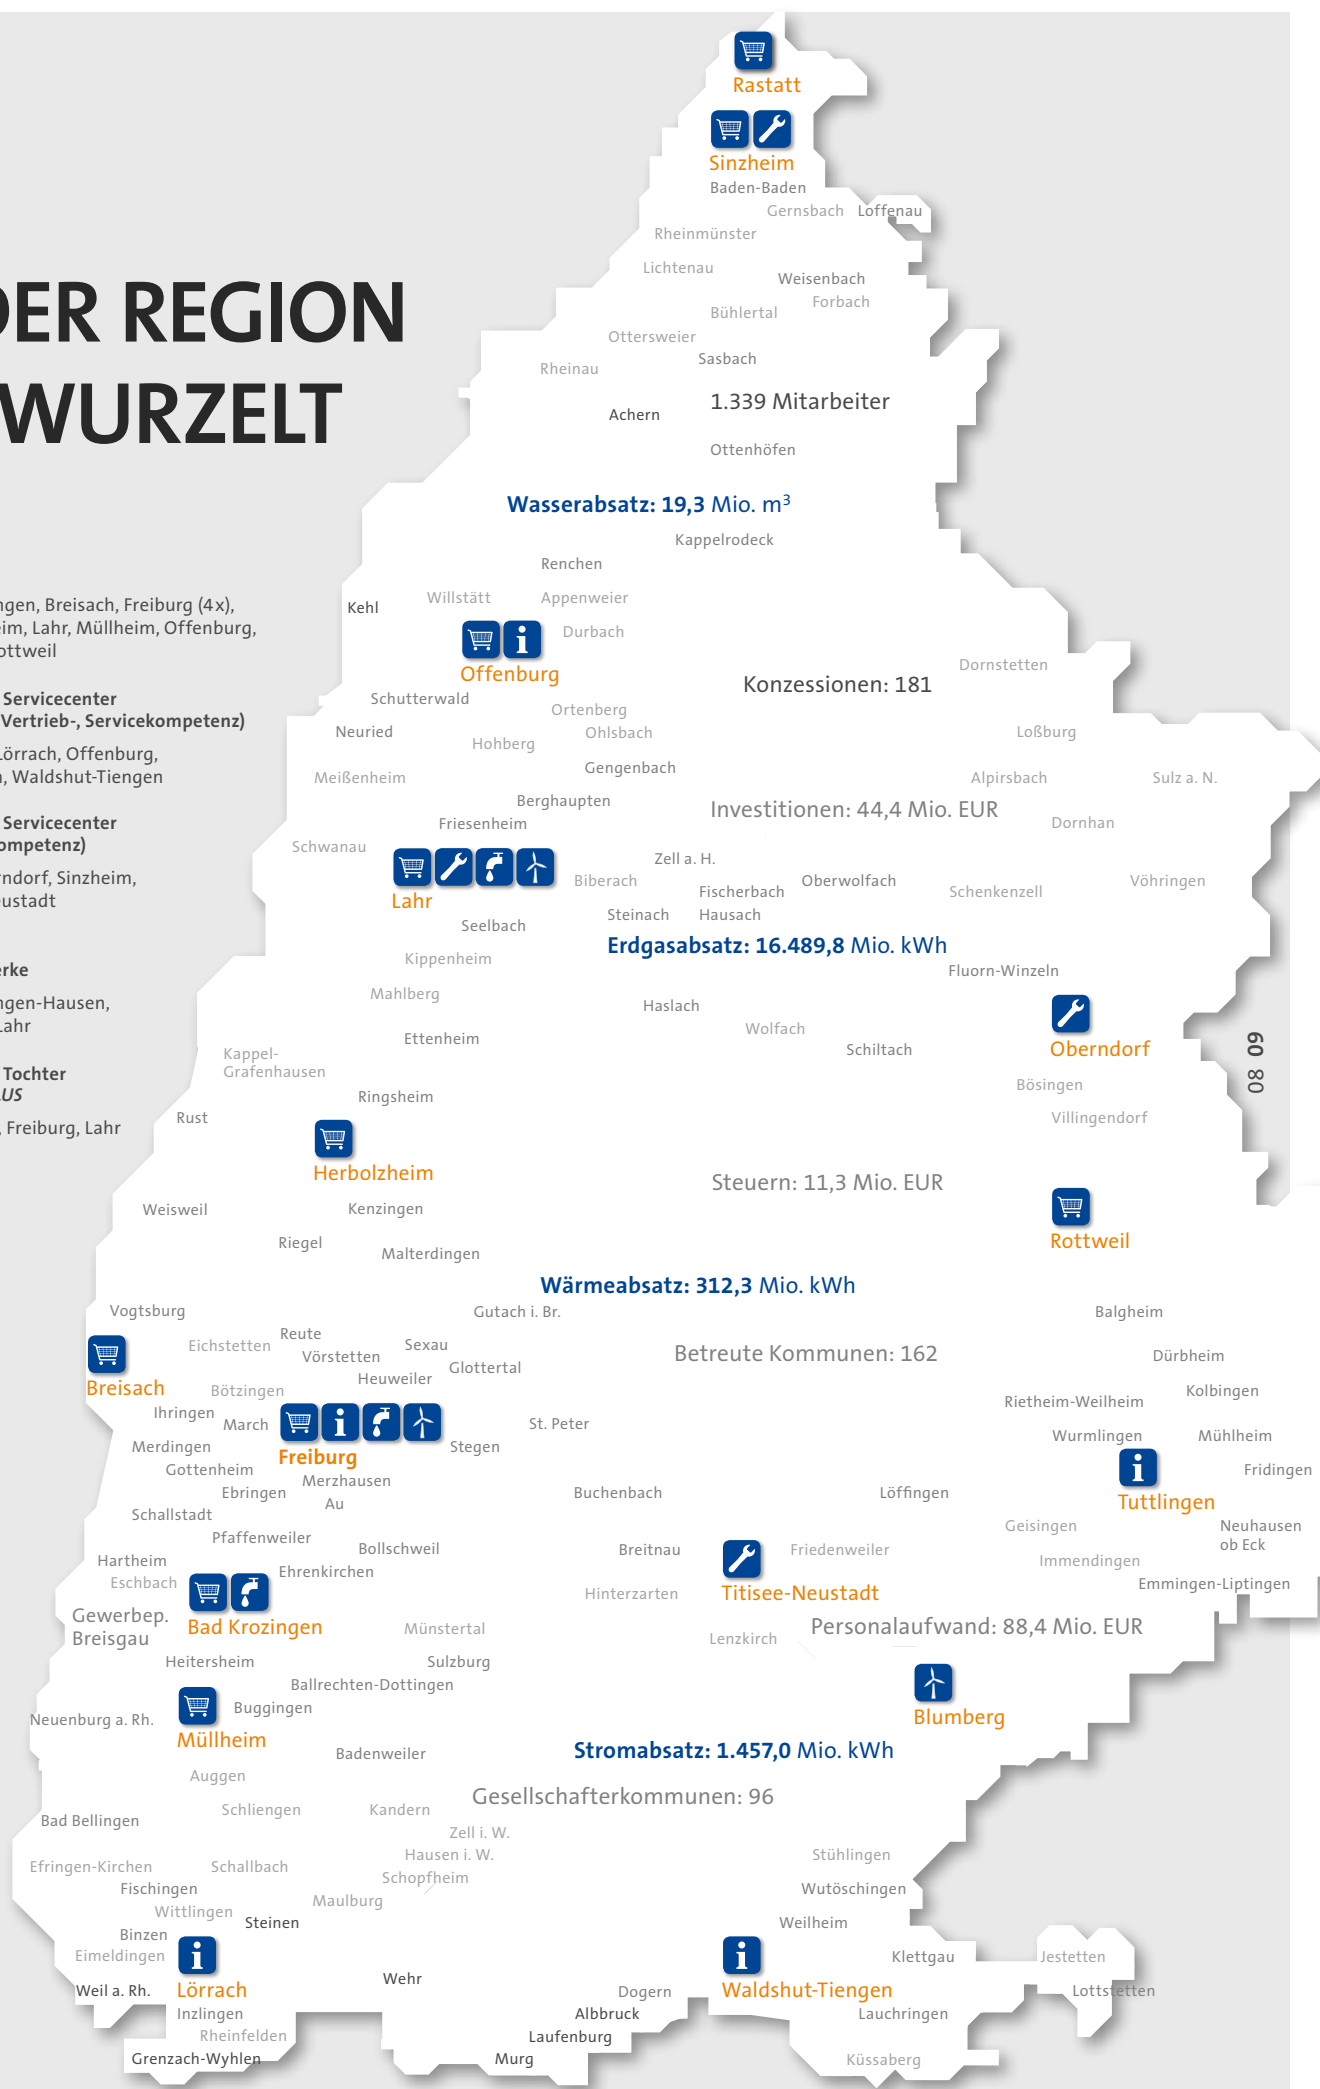 DER REGION
WURZELT
ngen, Breisach, Freiburg (4x),
eim, Lahr, Müllheim, Offenburg,
ottweil
Servicecenter
Vertrieb-, Servicekompetenz)
Lörrach, Offenburg,
n, Waldshut-Tiengen
Servicecenter
ompetenz)
rndorf, Sinzheim,
eustadt
erke
ngen-Hausen,
Lahr
Tochter
LUS
, Freiburg, Lahr
Rastatt
Sinzheim
Baden-Baden
Gernsbach
Loffenau
Rheinmünster
Lichtenau
Weisenbach
Forbach
Bühlertal
Ottersweier
Sasbach
Rheinau
1.339 Mitarbeiter
Achern
Ottenhöfen
Wasserabsatz: 19,3 Mio. m³
Kappelrodeck
Renchen
Willstätt
Appenweier
Kehl
Durbach
Offenburg
Dornstetten
Konzessionen: 181
Schutterwald
Ortenberg
Neuried
Ohlsbach
Loßburg
Hohberg
Gengenbach
Meißenheim
Alpirsbach
Sulz a. N.
Berghaupten
Investitionen: 44,4 Mio. EUR
Friesenheim
Dornhan
Schwanau
Zell a. H.
Biberach
Oberwolfach
Vöhringen
Fischerbach
Schenkenzell
Lahr
Steinach
Hausach
Seelbach
Erdgasabsatz: 16.489,8 Mio. kWh
Kippenheim
Fluorn-Winzeln
Mahlberg
Haslach
Wolfach
Ettenheim
Schiltach
Oberndorf
08 09
Kappel-
Grafenhausen
Bösingen
Ringsheim
Rust
Villingendorf
Herbolzheim
Steuern: 11,3 Mio. EUR
Weisweil
Kenzingen
Riegel
Malterdingen
Rottweil
Wärmeabsatz: 312,3 Mio. kWh
Vogtsburg
Gutach i. Br.
Balgheim
Eichstetten
Reute
Sexau
Vörstetten
Betreute Kommunen: 162
Dürbheim
Glottertal
Heuweiler
Breisach
Bötzingen
Kolbingen
Rietheim-Weilheim
Ihringen
March
St. Peter
Merdingen
Stegen
Wurmlingen
Mühlheim
Freiburg
Gottenheim
Fridingen
Merzhausen
Ebringen
Au
Buchenbach
Löffingen
Tuttlingen
Schallstadt
Geisingen
Neuhausen
ob Eck
Pfaffenweiler
Bollschweil
Breitnau
Friedenweiler
Hartheim
Immendingen
Ehrenkirchen
Eschbach
Hinterzarten
Titisee-Neustadt
Emmingen-Liptingen
Gewerbep.
Breisgau
Bad Krozingen
Münstertal
Lenzkirch
Personalaufwand: 88,4 Mio. EUR
Heitersheim
Sulzburg
Ballrechten-Dottingen
Buggingen
Neuenburg a. Rh.
Blumberg
Müllheim
Badenweiler
Stromabsatz: 1.457,0 Mio. kWh
Auggen
Gesellschafterkommunen: 96
Schliengen
Kandern
Bad Bellingen
Zell i. W.
Hausen i. W.
Stühlingen
Efringen-Kirchen
Schallbach
Schopfheim
Fischingen
Wutöschingen
Maulburg
Wittlingen
Steinen
Weilheim
Binzen
Eimeldingen
Klettgau
Jestetten
Weil a. Rh.
Lörrach
Wehr
Dogern
Waldshut-Tiengen
Lottstetten
Inzlingen
Albbruck
Lauchringen
Rheinfelden
Laufenburg
Grenzach-Wyhlen
Murg
Küssaberg